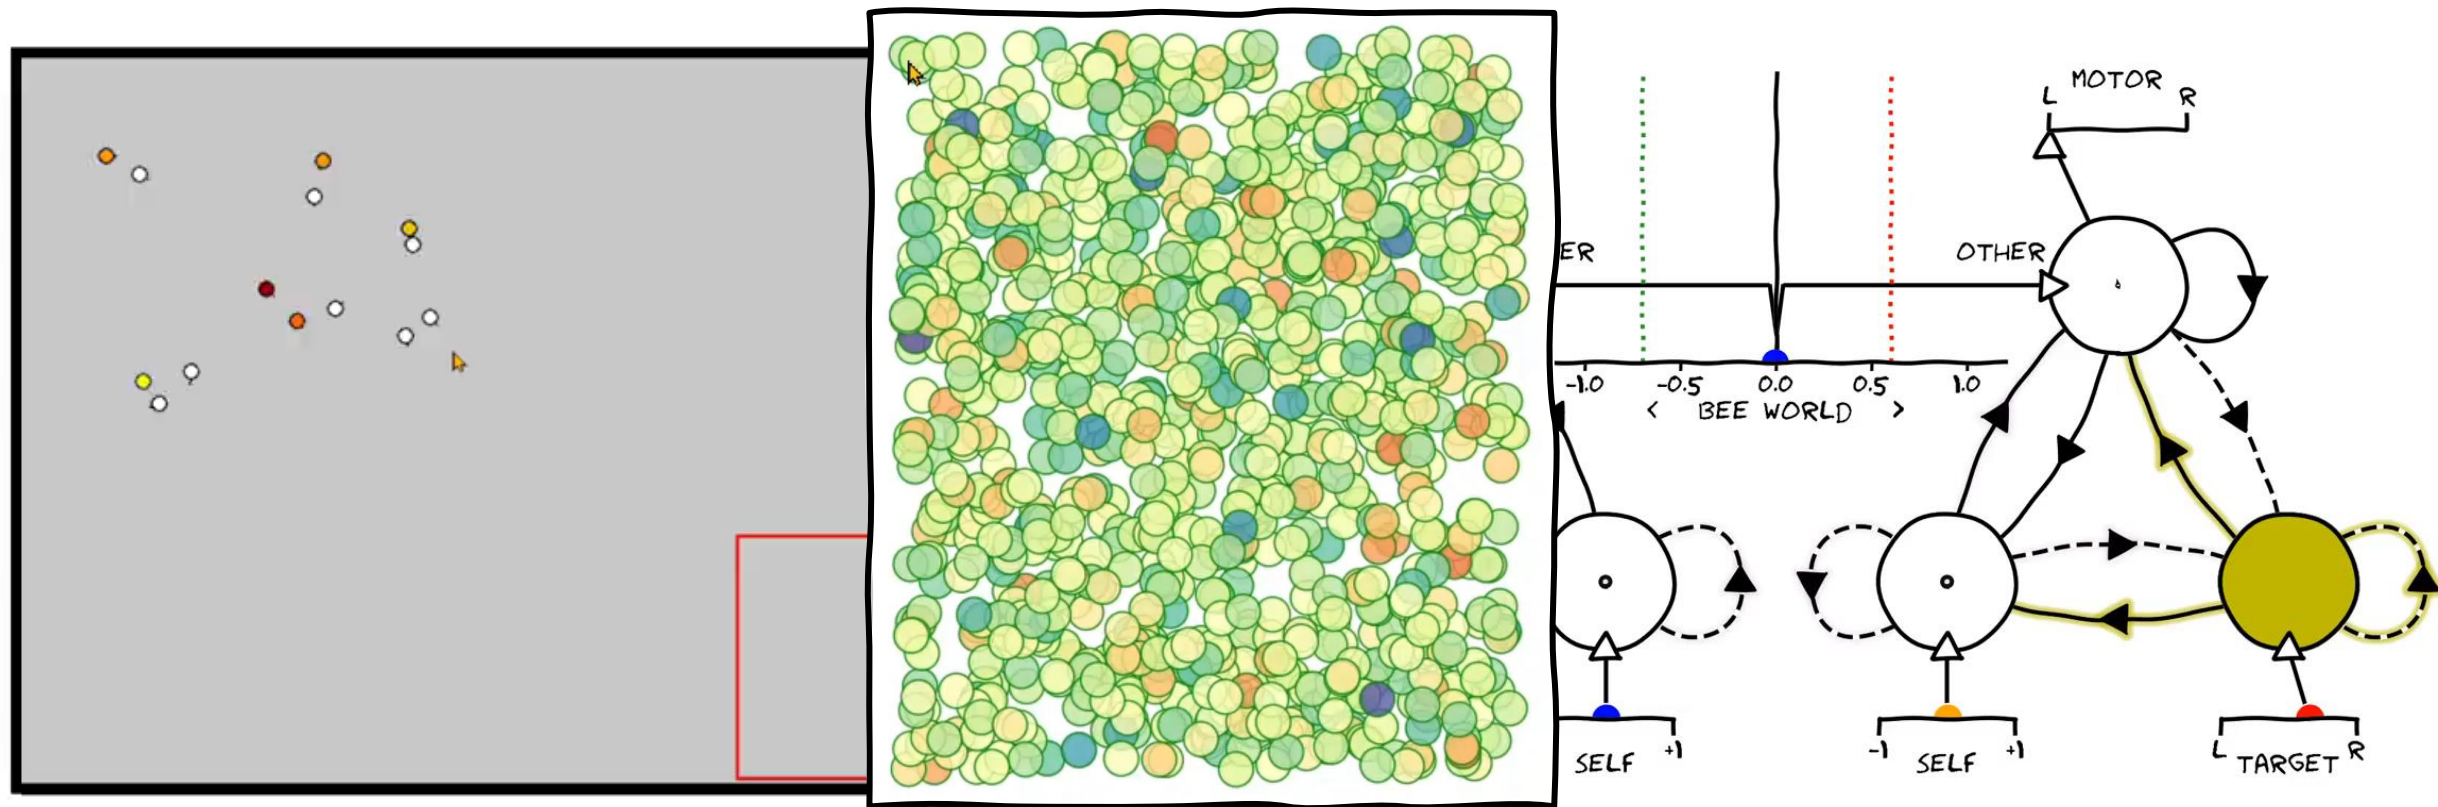 MOTOR
L R
ER
OTHER
-1.0 -0.5 0.0 0.5 1.0
< BEE WORLD >
SELF +1
-1 SELF +1
L TARGET R